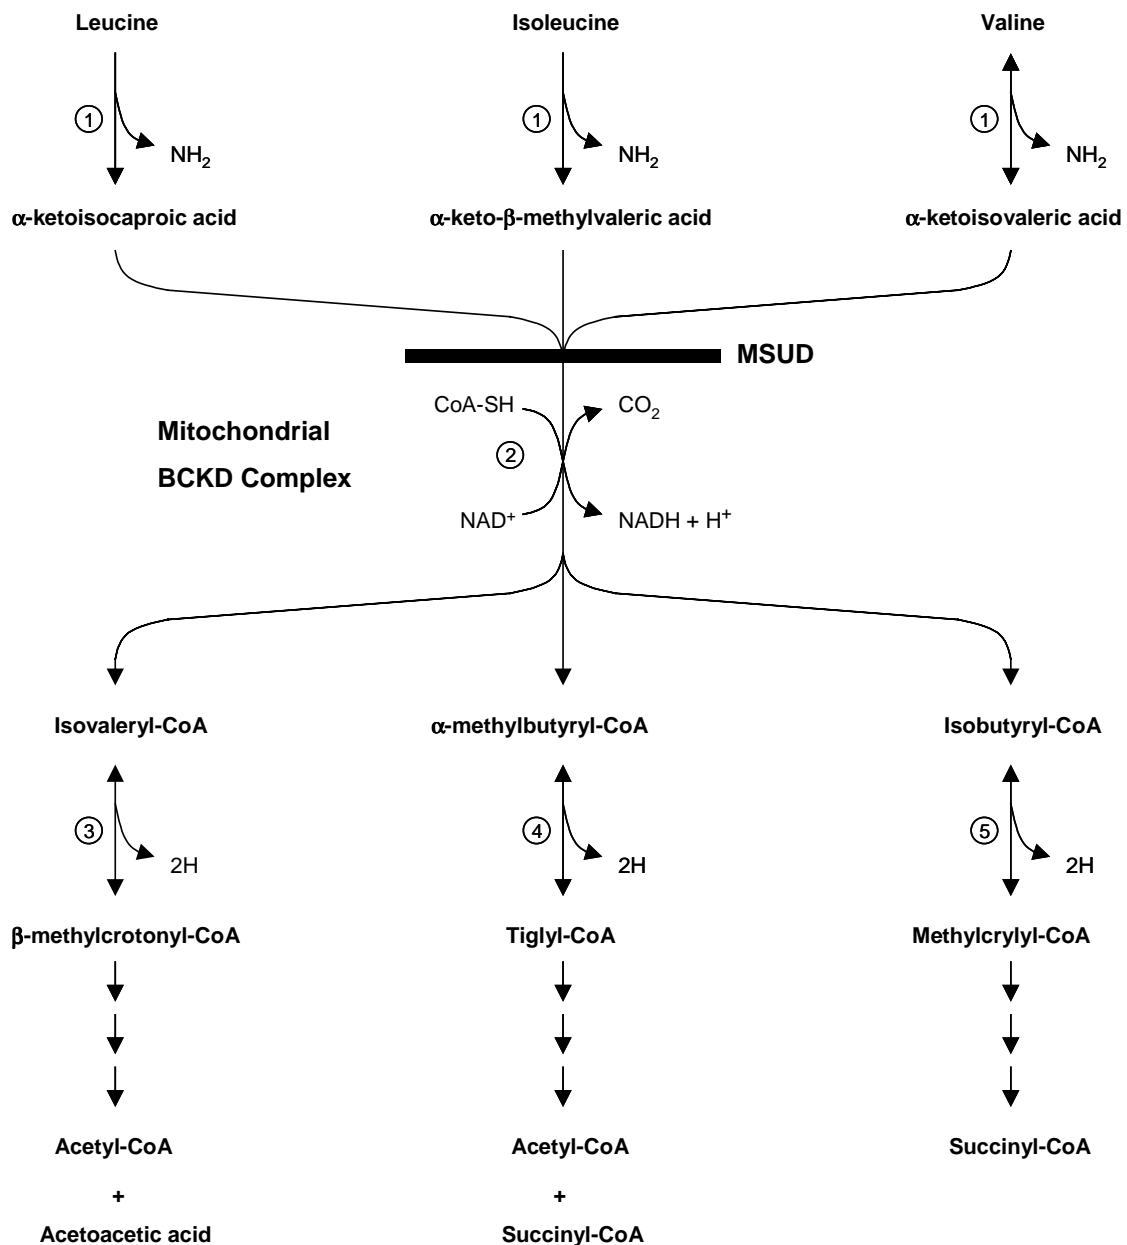 Leucine
Isoleucine
Valine
1
NH2
1
NH2
1
NH2
α-ketoisocaproic acid
α-keto-β-methylvaleric acid
α-ketoisovaleric acid
MSUD
CoA-SH
CO2
Mitochondrial
BCKD Complex
2
NAD+
NADH + H+
Isovaleryl-CoA
α-methylbutyryl-CoA
Isobutyryl-CoA
3
2H
4
2H
5
2H
β-methylcrotonyl-CoA
Tiglyl-CoA
Methylcrylyl-CoA
Acetyl-CoA
Acetyl-CoA
Succinyl-CoA
+
+
Acetoacetic acid
Succinyl-CoA